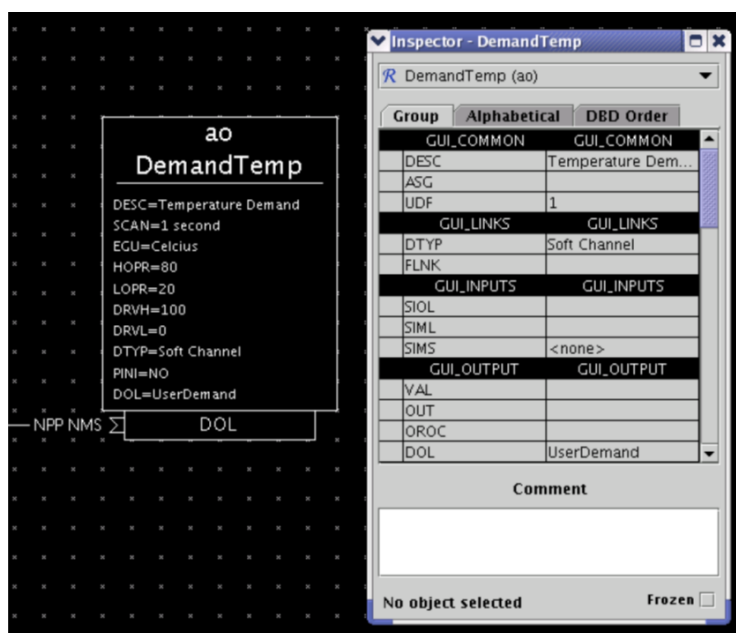 ao
DemandTemp
DESC=Temperature Demand
SCAN=1 second
EGU=Celcius
HOPR=80
LOPR=20
DRVH=100
DRVL=0
DTYP=Soft Channel
PINI=NO
DOL=UserDemand
NPP NMS DOL
Inspector - DemandTemp
R DemandTemp (ao)
Group Alphabetical DBD Order
GUI_COMMON GUI_COMMON
DESC Temperature Dem...
ASG
UDF 1
GUI_LINKS GUI_LINKS
DTYP Soft Channel
FLNK
GUI_INPUTS GUI_INPUTS
SIOL
SIML
SIMS <none>
GUI_OUTPUT GUI_OUTPUT
VAL
OUT
OROC
DOL UserDemand
Comment
No object selected Frozen